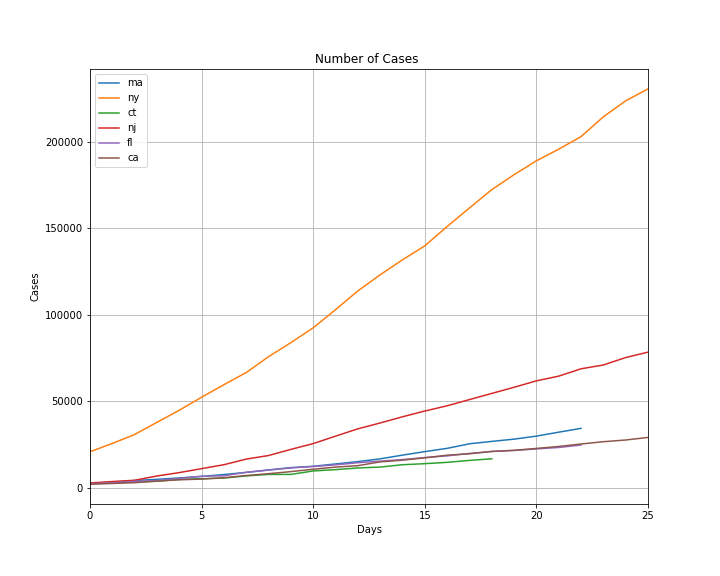 Number of Cases
ma
ny
ct
nj
fl
ca
200000
150000
100000
50000
0
Cases
0 5 10 15 20 25
Days